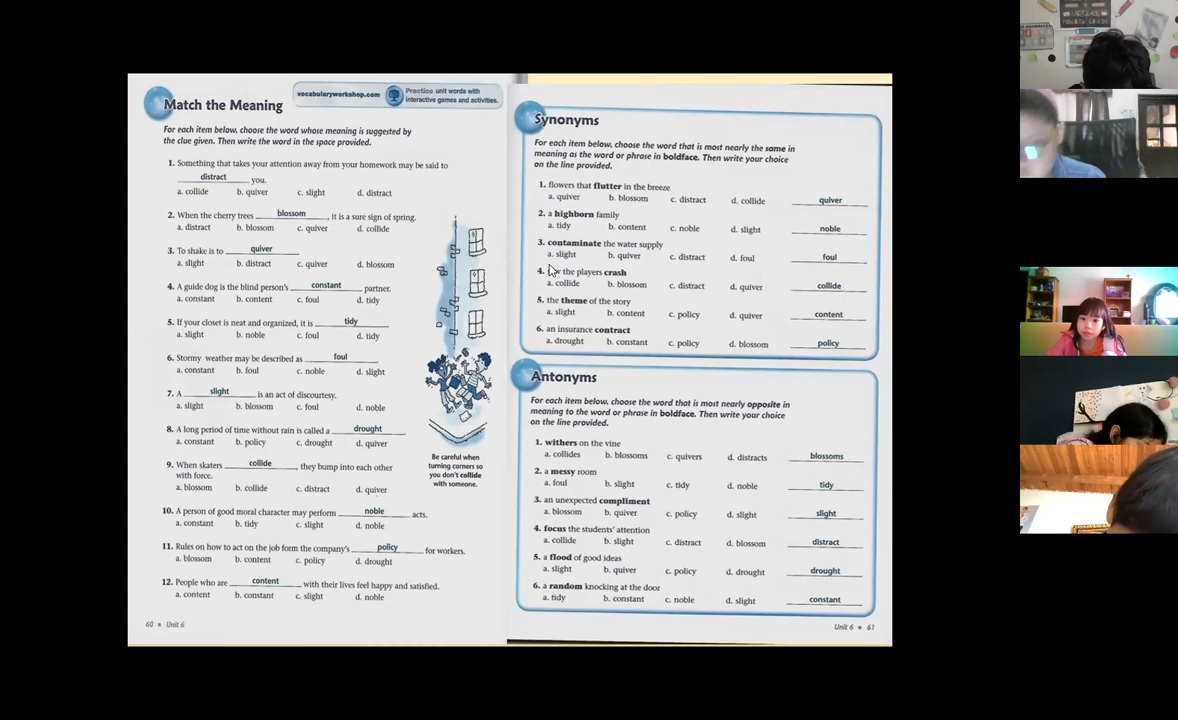 Match the Meaning
vocabularyworkshop.com
Practice unit words with
interactive games and activities.
For each item below, choose the word whose meaning is suggested by
the clue given. Then write the word in the space provided.
1. Something that takes your attention away from your homework may be said to
distract you.
a. collide b. quiver c. slight d. distract
2. When the cherry trees blossom, it is a sure sign of spring.
a. distract b. blossom c. quiver d. collide
3. To shake is to quiver
a. slight b. distract c. quiver d. blossom
4. A guide dog is the blind person's constant partner.
a. constant b. content c. foul d. tidy
5. If your closet is neat and organized, it is tidy
a. slight b. noble c. foul d. tidy
6. Stormy weather may be described as foul
a. constant b. foul c. noble d. slight
7. A slight is an act of discourtesy.
a. slight b. blossom c. foul d. noble
8. A long period of time without rain is called a drought
a. constant b. policy c. drought d. quiver
9. When skaters collide, they bump into each other
with force.
a. blossom b. collide c. distract d. quiver
10. A person of good moral character may perform noble acts.
a. constant b. tidy c. slight d. noble
11. Rules on how to act on the job form the company's policy for workers.
a. blossom b. content c. policy d. drought
12. People who are content with their lives feel happy and satisfied.
a. content b. constant c. slight d. noble
Be careful when
turning corners so
you don't collide
with someone.
60 • Unit 6
Synonyms
For each item below, choose the word that is most nearly the same in
meaning as the word or phrase in boldface. Then write your choice
on the line provided.
1. flowers that flutter in the breeze
a. quiver b. blossom c. distract d. collide quiver
2. a highborn family
a. tidy b. content c. noble d. slight noble
3. contaminate the water supply
a. slight b. quiver c. distract d. foul foul
4. the players crash
a. collide b. blossom c. distract d. quiver collide
5. the theme of the story
a. slight b. content c. policy d. quiver content
6. an insurance contract
a. drought b. constant c. policy d. blossom policy
Antonyms
For each item below, choose the word that is most nearly opposite in
meaning to the word or phrase in boldface. Then write your choice
on the line provided.
1. withers on the vine
a. collides b. blossoms c. quivers d. distracts blossoms
2. a messy room
a. foul b. slight c. tidy d. noble tidy
3. an unexpected compliment
a. blossom b. quiver c. policy d. slight slight
4. focus the students' attention
a. collide b. slight c. distract d. blossom distract
5. a flood of good ideas
a. slight b. quiver c. policy d. drought drought
6. a random knocking at the door
a. tidy b. constant c. noble d. slight constant
Unit 6 • 61
FOURTH GRADE